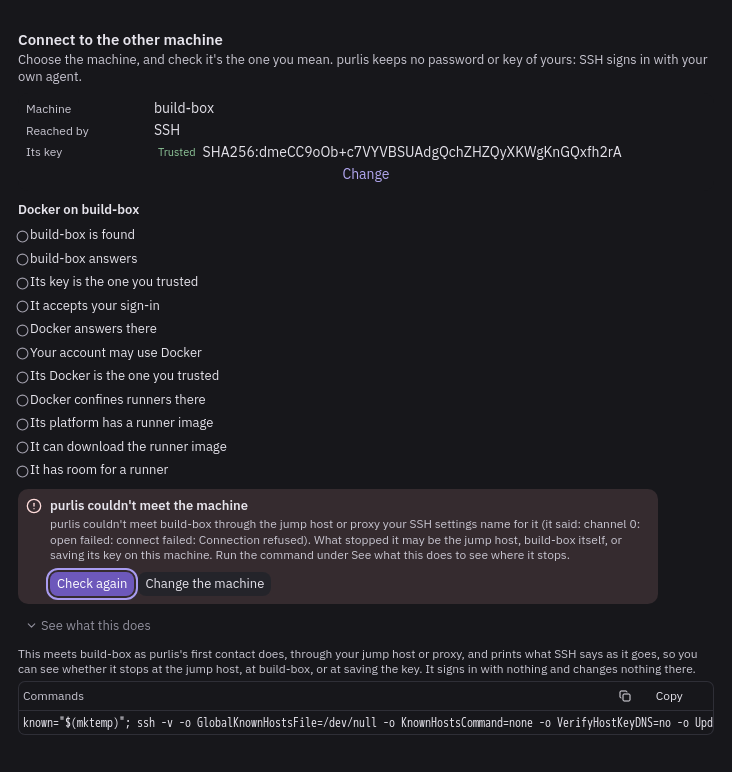 Connect to the other machine
Choose the machine, and check it's the one you mean. purlis keeps no password or key of yours: SSH signs in with your
own agent.
Machine build-box
Reached by SSH
Its key Trusted SHA256:dmeCC9oOb+c7VYVBSUAdgQchZHZQyXKWgKnGQxfh2rA
Change
Docker on build-box
build-box is found
build-box answers
Its key is the one you trusted
It accepts your sign-in
Docker answers there
Your account may use Docker
Its Docker is the one you trusted
Docker confines runners there
Its platform has a runner image
It can download the runner image
It has room for a runner
purlis couldn't meet the machine
purlis couldn't meet build-box through the jump host or proxy your SSH settings name for it (it said: channel 0:
open failed: connect failed: Connection refused). What stopped it may be the jump host, build-box itself, or
saving its key on this machine. Run the command under See what this does to see where it stops.
Check again Change the machine
See what this does
This meets build-box as purlis's first contact does, through your jump host or proxy, and prints what SSH says as it goes, so you
can see whether it stops at the jump host, at build-box, or at saving the key. It signs in with nothing and changes nothing there.
Commands Copy
known="$(mktemp)"; ssh -v -o GlobalKnownHostsFile=/dev/null -o KnownHostsCommand=none -o VerifyHostKeyDNS=no -o Upd